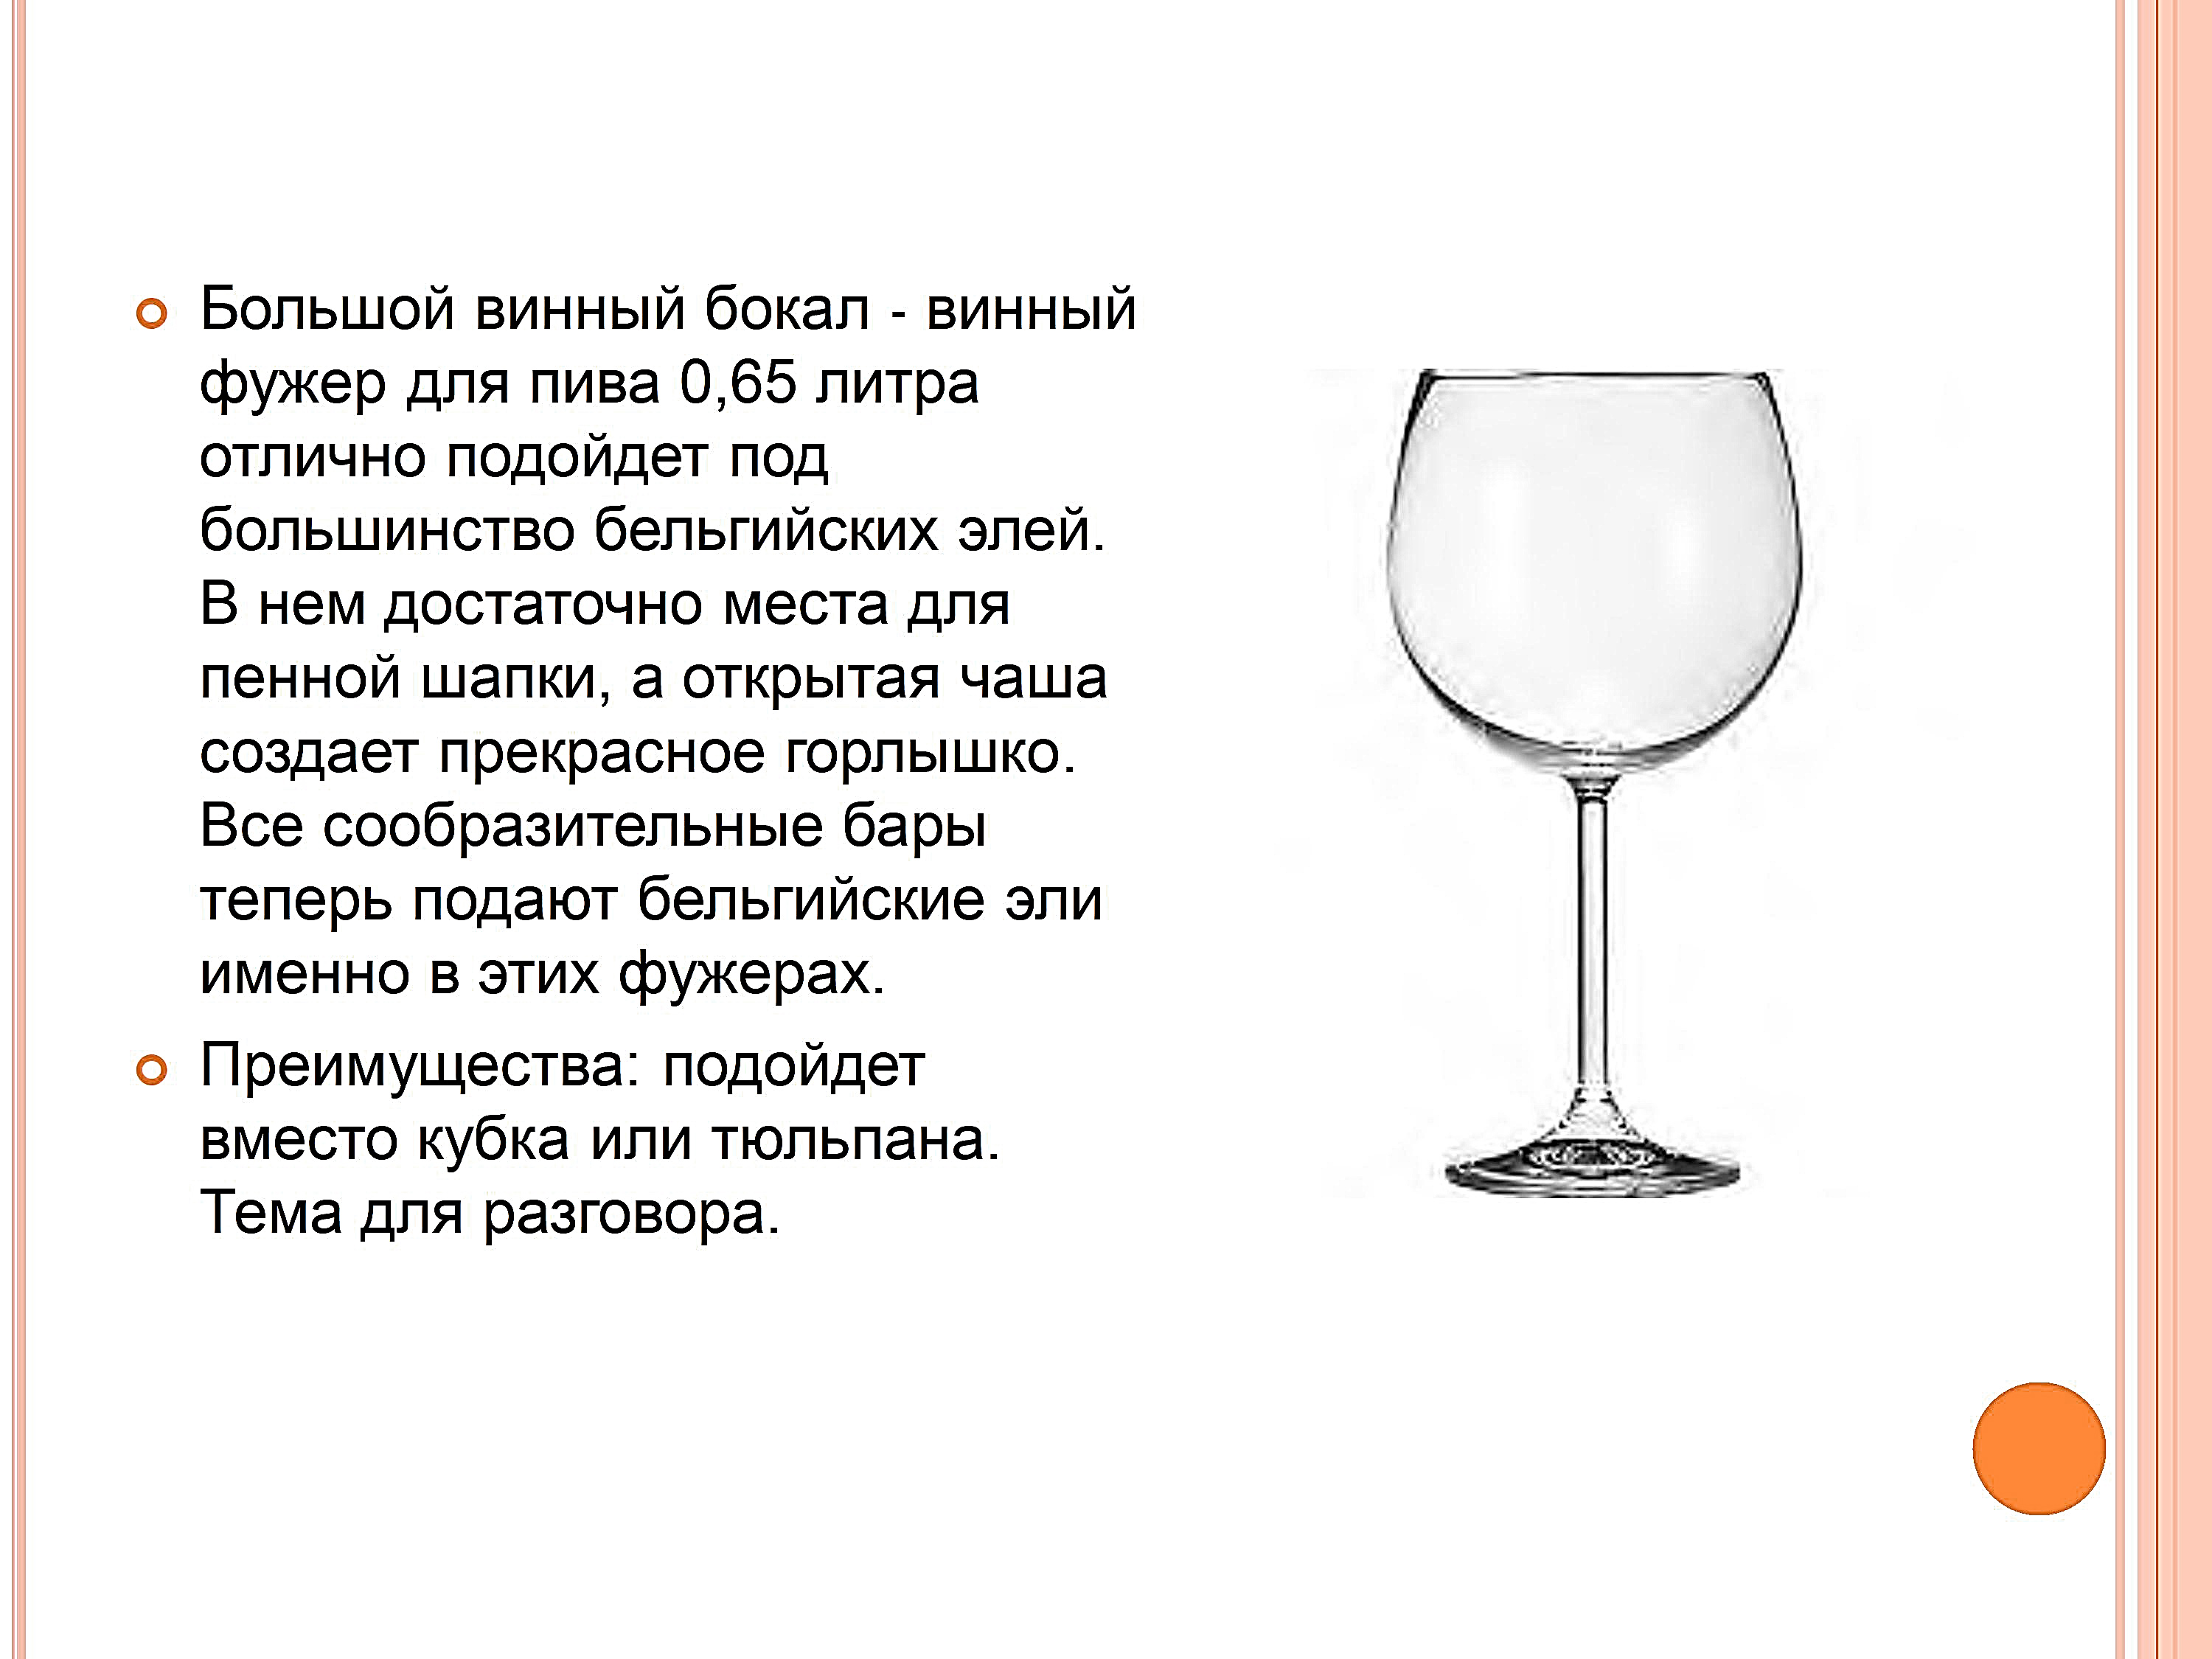 Большой винный бокал - винный
фужер для пива 0,65 литра
отлично подойдет под
большинство бельгийских элей.
В нем достаточно места для
пенной шапки, а открытая чаша
создает прекрасное горлышко.
Все сообразительные бары
теперь подают бельгийские эли
именно в этих фужерах.
Преимущества: подойдет
вместо кубка или тюльпана.
Тема для разговора.